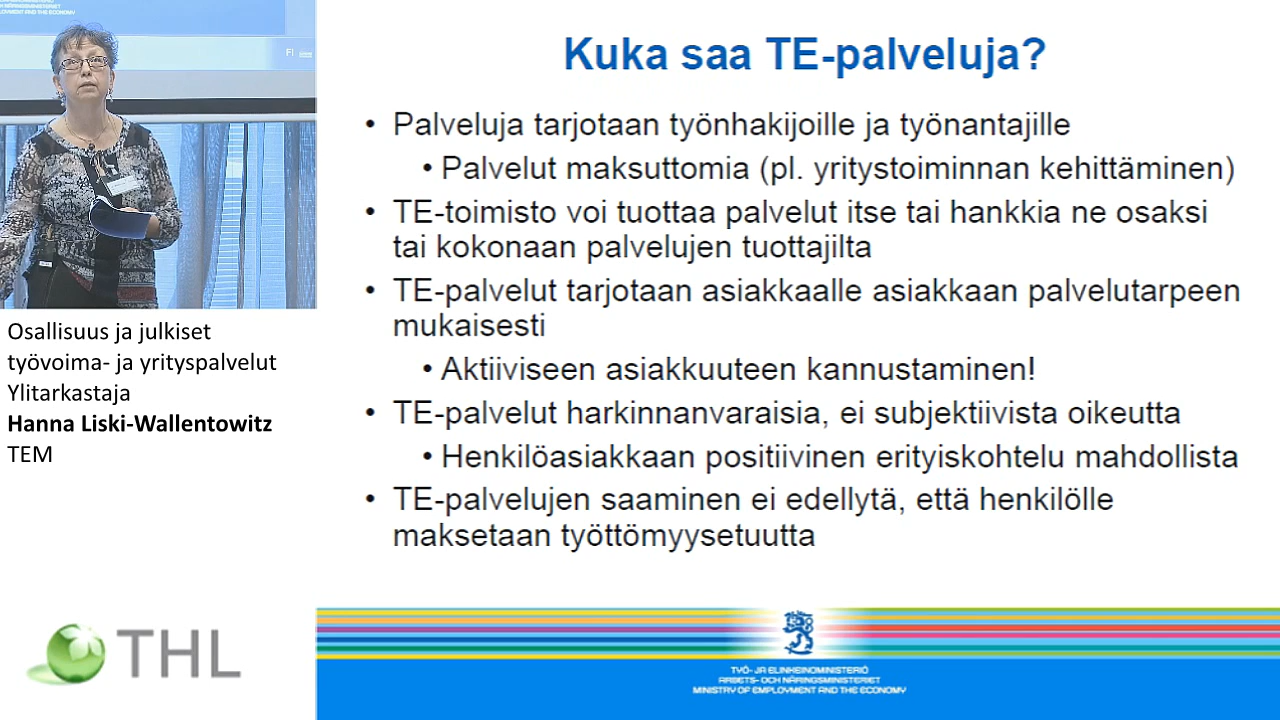 Kuka saa TE-palveluja?
• Palveluja tarjotaan työnhakijoille ja työnantajille
• Palvelut maksuttomia (pl. yritystoiminnan kehittäminen)
• TE-toimisto voi tuottaa palvelut itse tai hankkia ne osaksi
tai kokonaan palvelujen tuottajilta
• TE-palvelut tarjotaan asiakkaalle asiakkaan palvelutarpeen
mukaisesti
• Aktiiviseen asiakkuuteen kannustaminen!
• TE-palvelut harkinnanvaraisia, ei subjektiivista oikeutta
• Henkilöasiakkaan positiivinen erityiskohtelu mahdollista
• TE-palvelujen saaminen ei edellytä, että henkilölle
maksetaan työttömyysetuutta
Osallisuus ja julkiset
työvoima- ja yrityspalvelut
Ylitarkastaja
Hanna Liski-Wallentowitz
TEM
THL
TYÖ- JA ELINKEINOMINISTERIÖ
ARBETS- OCH NÄRINGSMINISTERIET
MINISTRY OF EMPLOYMENT AND THE ECONOMY